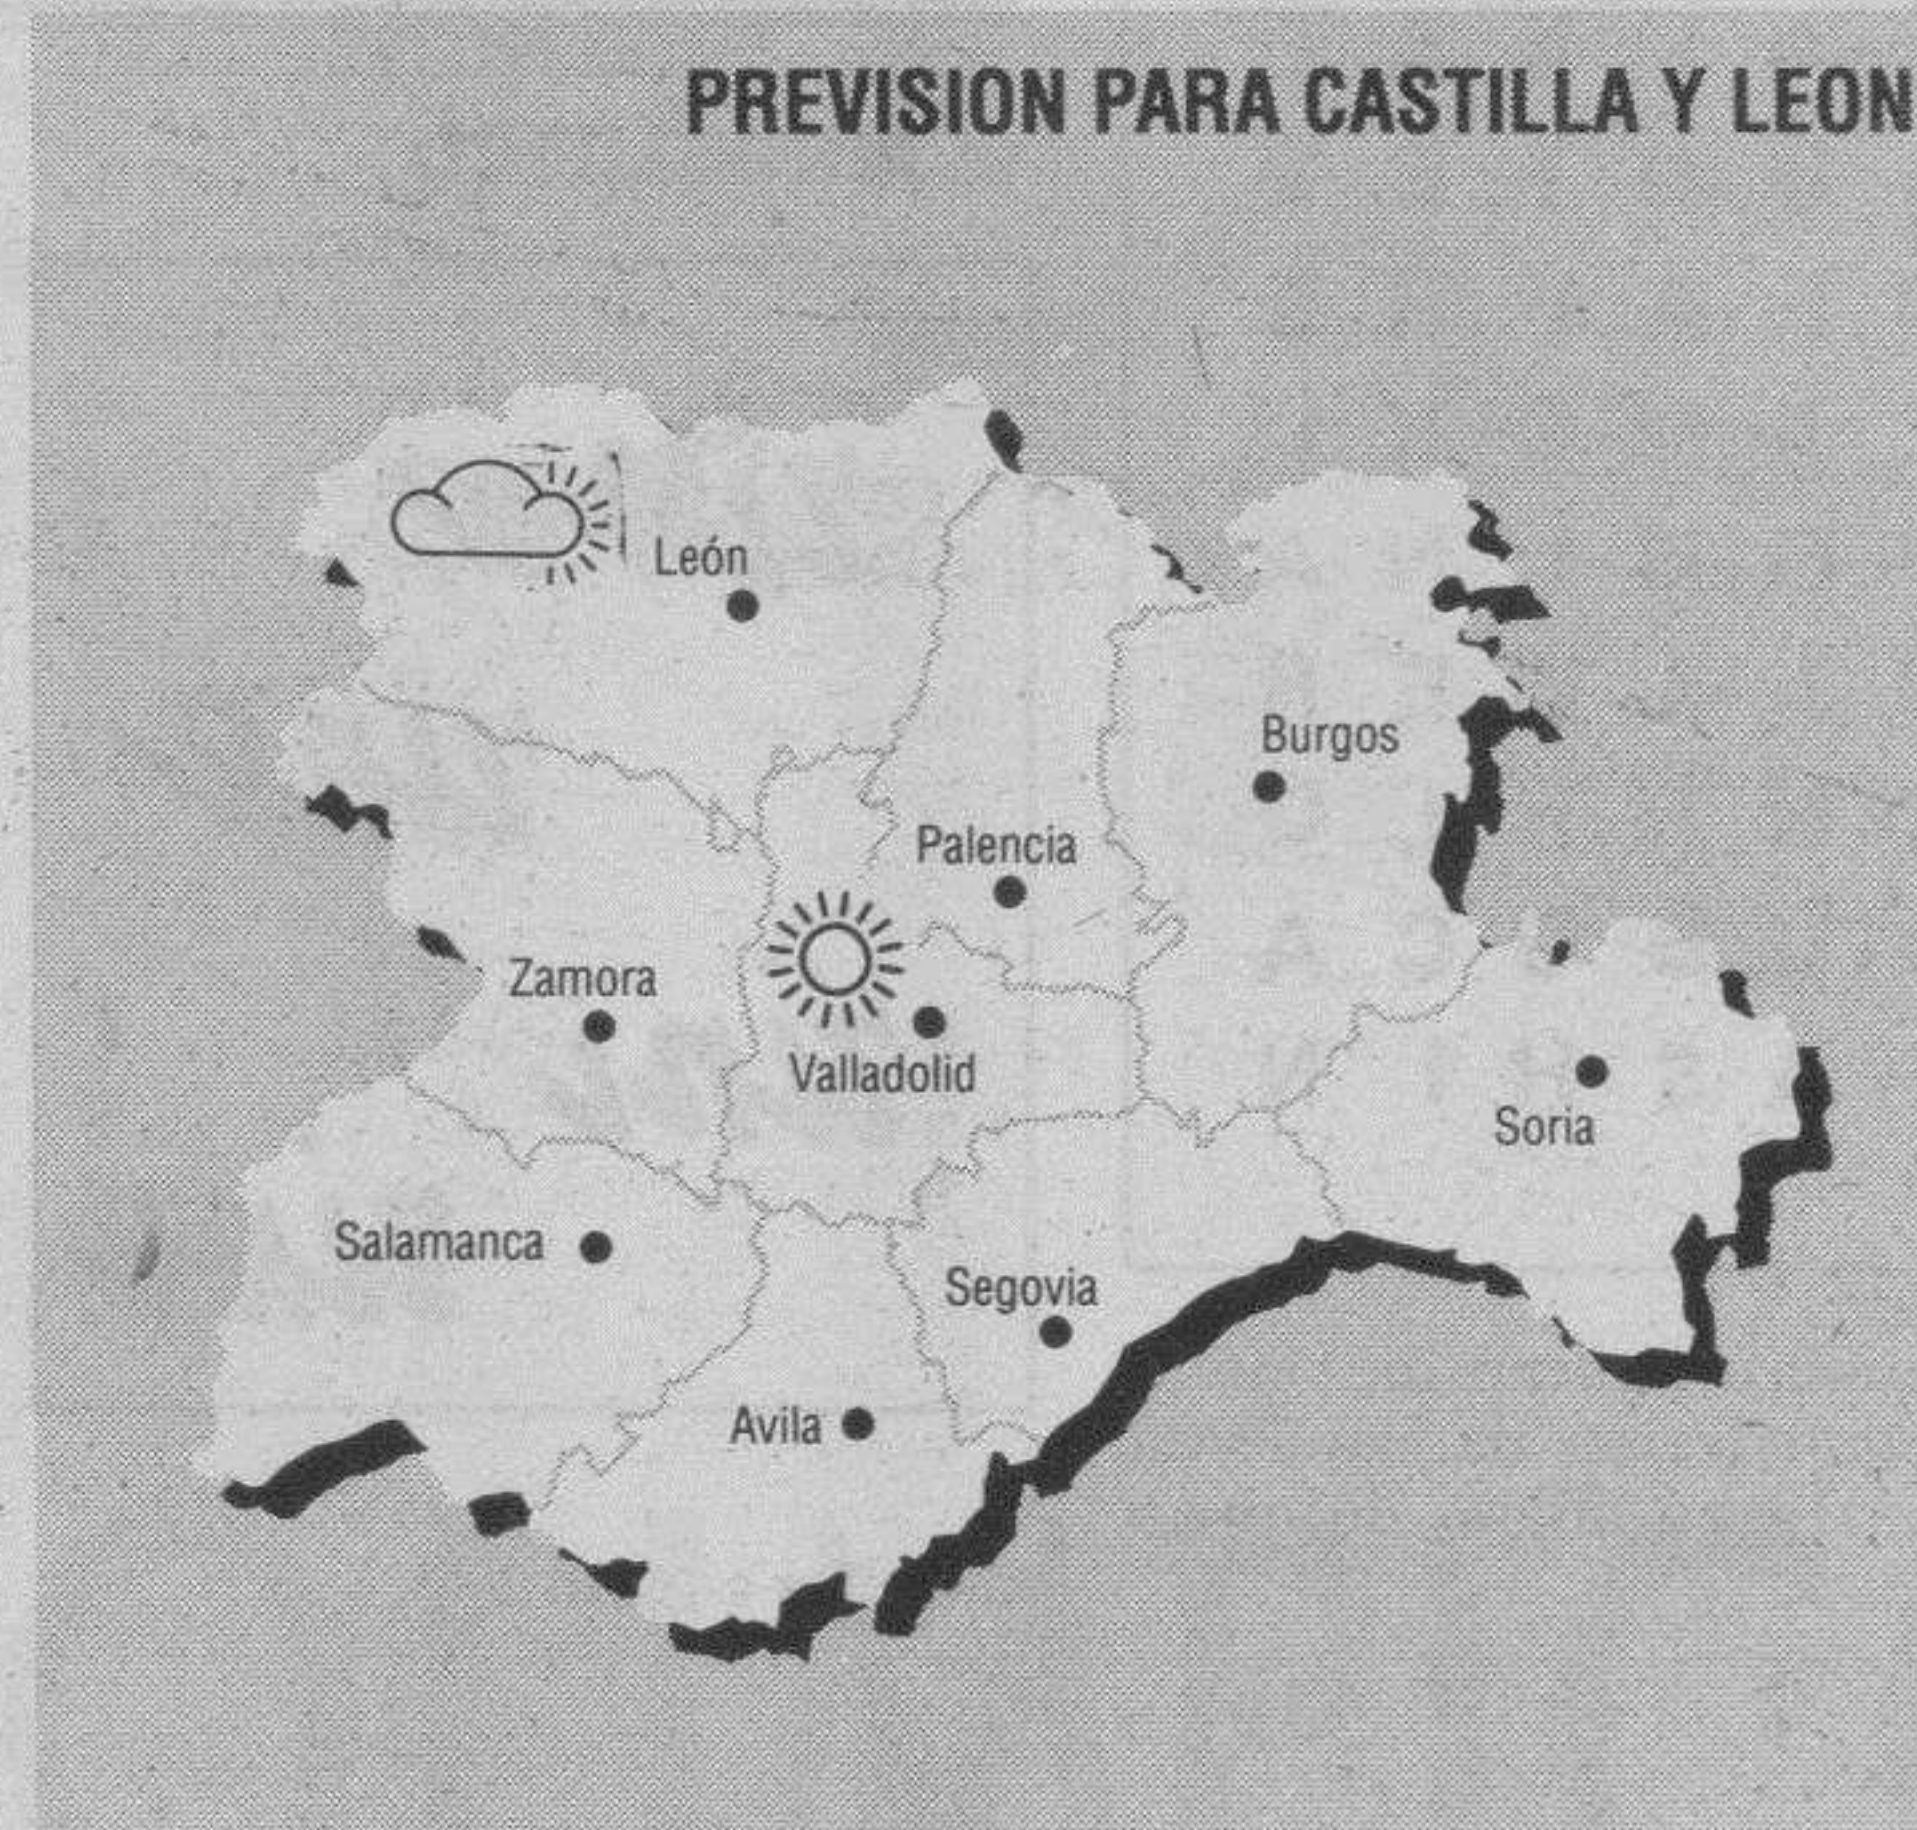 PREVISION PARA CASTILLA Y LEON
León
Burgos
Palencia
Zamora
Valladolid
Soria
Salamanca
Segovia
Avila